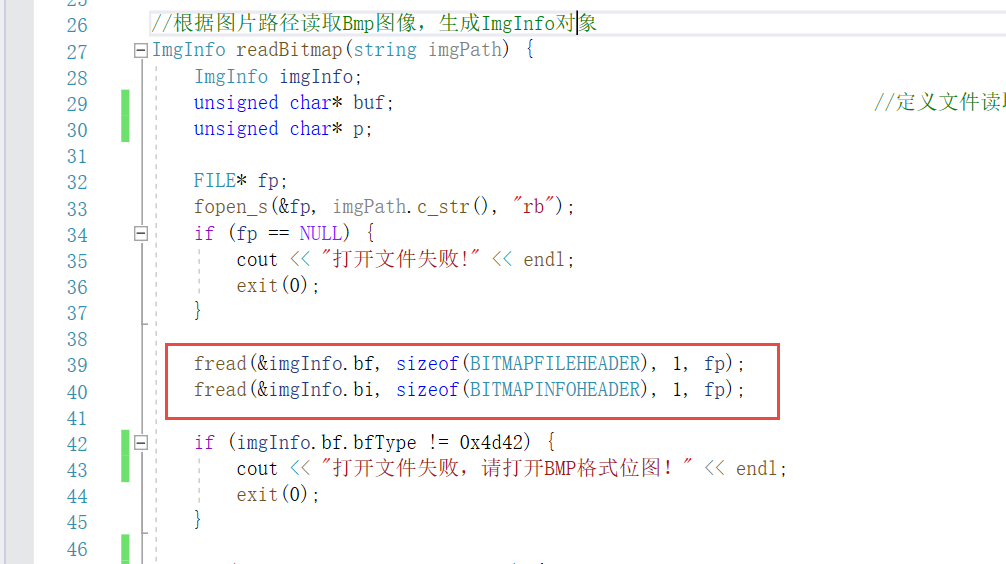 26 //根据图片路径读取Bmp图像，生成ImgInfo对象
27 ImgInfo readBitmap(string imgPath) {
28 ImgInfo imgInfo;
29 unsigned char* buf; //定义文件读
30 unsigned char* p;
31
32 FILE* fp;
33 fopen_s(&fp, imgPath.c_str(), "rb");
34 if (fp == NULL) {
35 cout << "打开文件失败!" << endl;
36 exit(0);
37 }
38
39 fread(&imgInfo.bf, sizeof(BITMAPFILEHEADER), 1, fp);
40 fread(&imgInfo.bi, sizeof(BITMAPINFOHEADER), 1, fp);
41
42 if (imgInfo.bf.bfType != 0x4d42) {
43 cout << "打开文件失败，请打开BMP格式位图！" << endl;
44 exit(0);
45 }
46